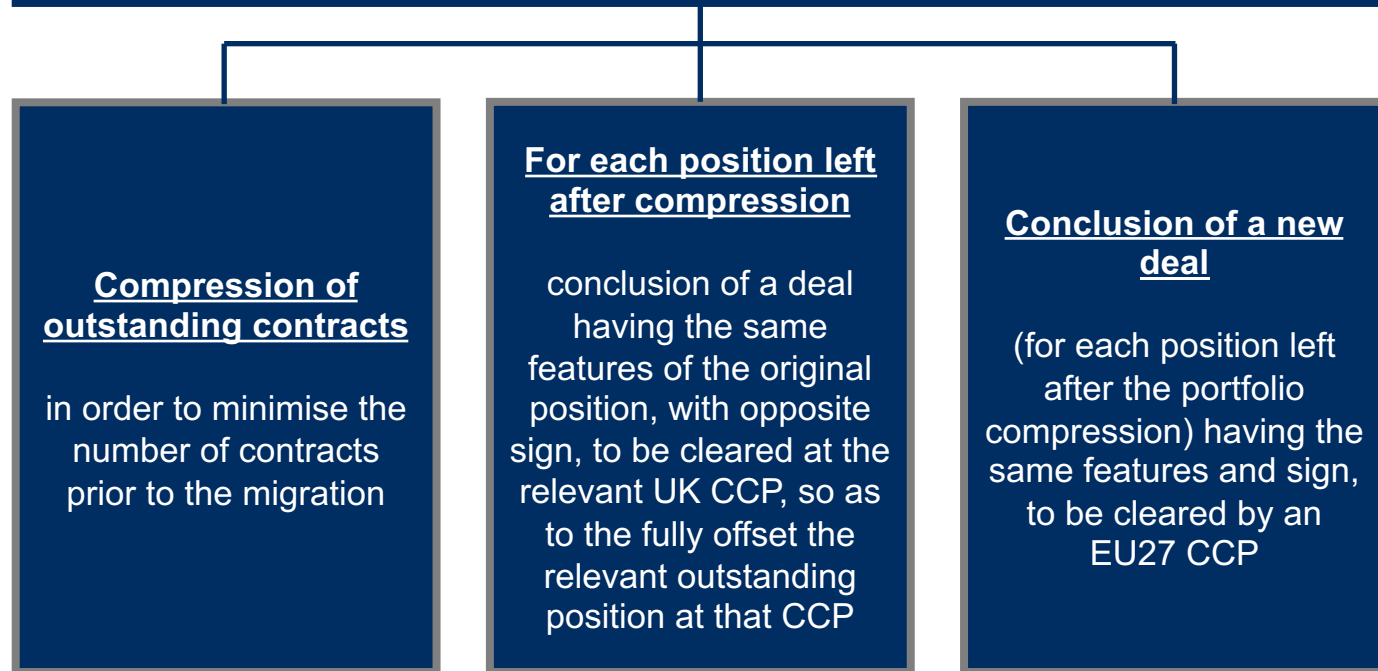 Compression of
outstanding contracts
in order to minimise the
number of contracts
prior to the migration
For each position left
after compression
conclusion of a deal
having the same
features of the original
position, with opposite
sign, to be cleared at the
relevant UK CCP, so as
to the fully offset the
relevant outstanding
position at that CCP
Conclusion of a new
deal
(for each position left
after the portfolio
compression) having the
same features and sign,
to be cleared by an
EU27 CCP